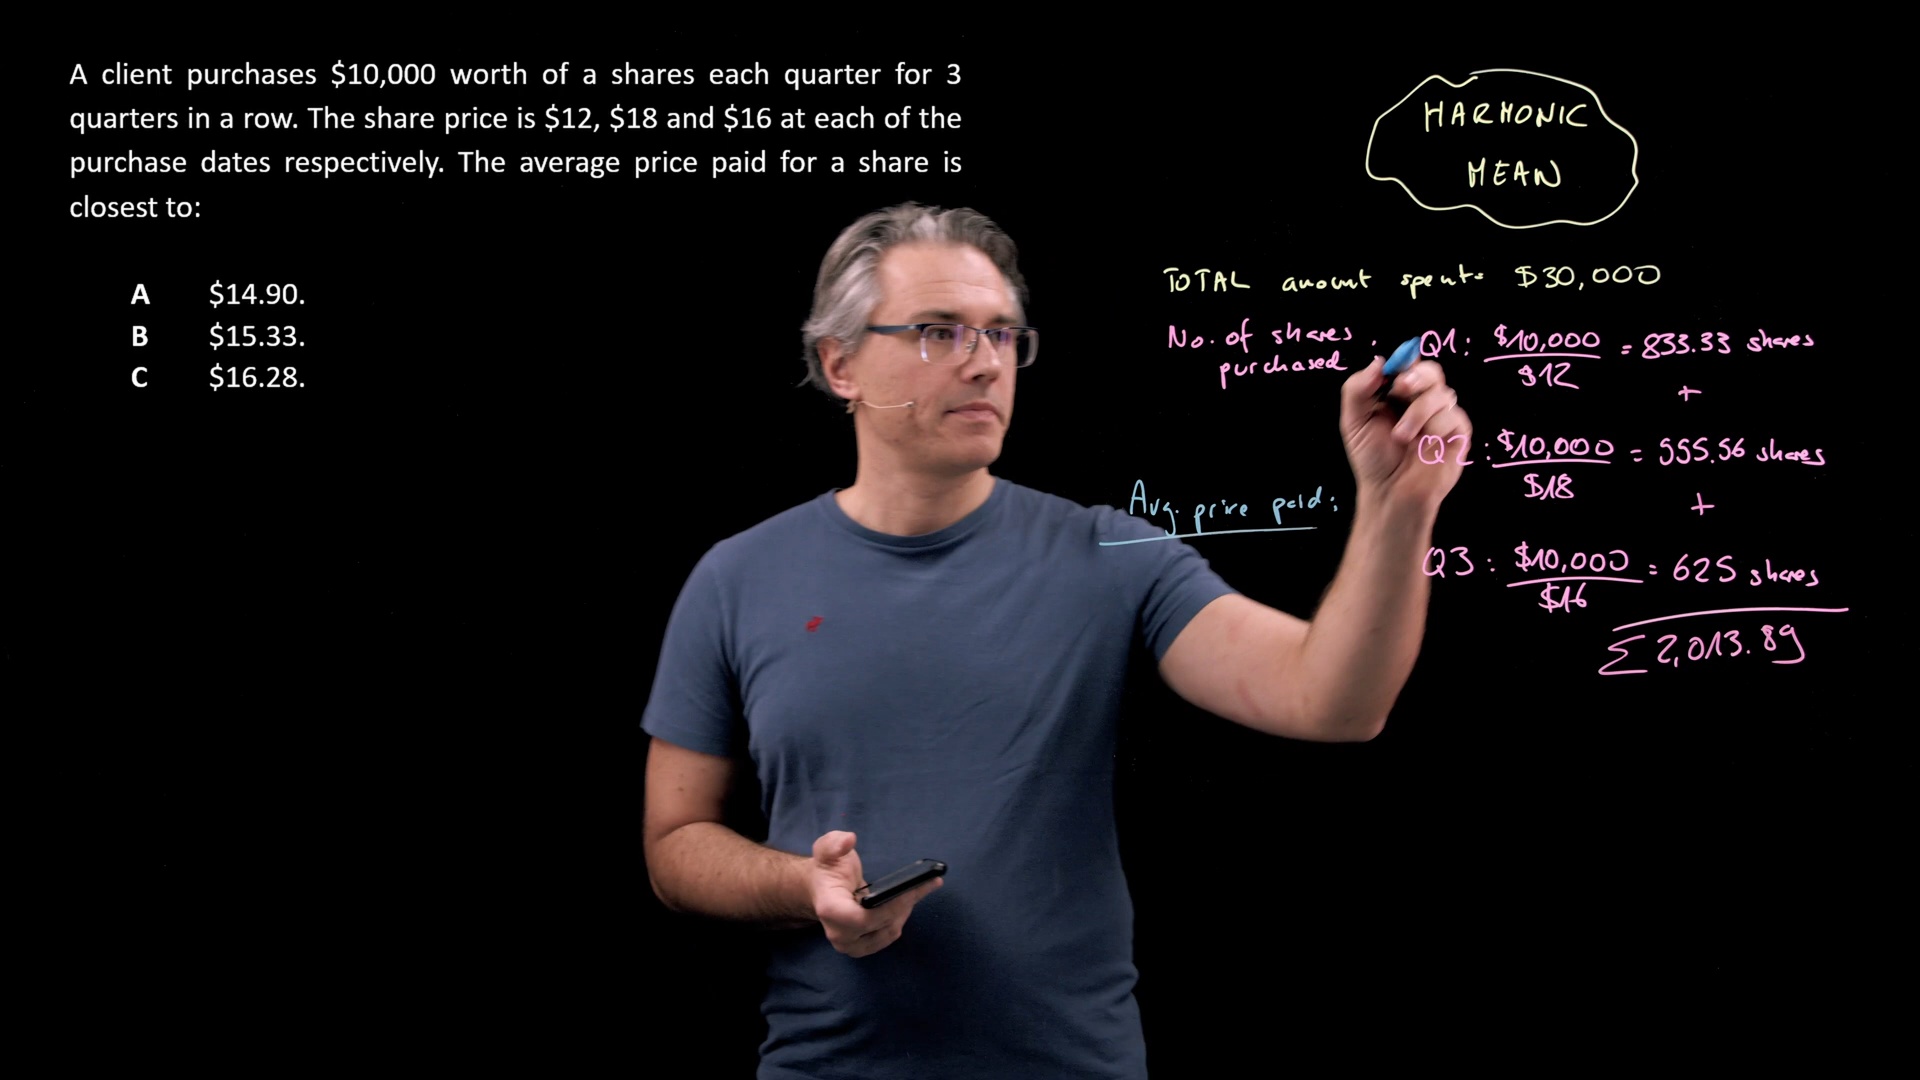 A client purchases $10,000 worth of a shares each quarter for 3
quarters in a row. The share price is $12, $18 and $16 at each of the
purchase dates respectively. The average price paid for a share is
closest to:
A $14.90.
B $15.33.
C $16.28.
HARMONIC
MEAN
TOTAL amount spent: $30,000
No. of shares
purchased :
Q1: $10,000 / $12 = 833.33 shares
+
Q2: $10,000 / $18 = 555.56 shares
+
Q3: $10,000 / $16 = 625 shares
Σ 2,013.89
Avg. price paid: